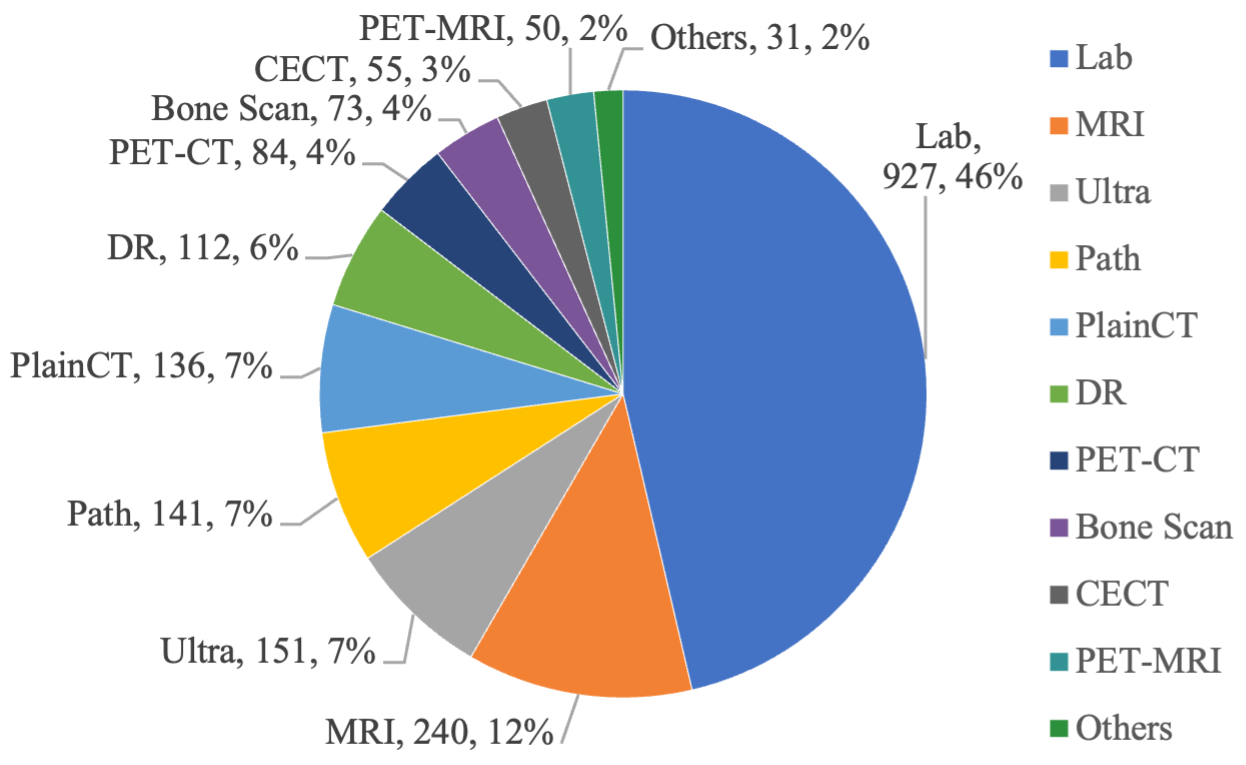 PET-MRI, 50, 2%
Others, 31, 2%
CECT, 55, 3%
Bone Scan, 73, 4%
PET-CT, 84, 4%
DR, 112, 6%
PlainCT, 136, 7%
Path, 141, 7%
Ultra, 151, 7%
MRI, 240, 12%
Lab,
927, 46%
Lab
MRI
Ultra
Path
PlainCT
DR
PET-CT
Bone Scan
CECT
PET-MRI
Others